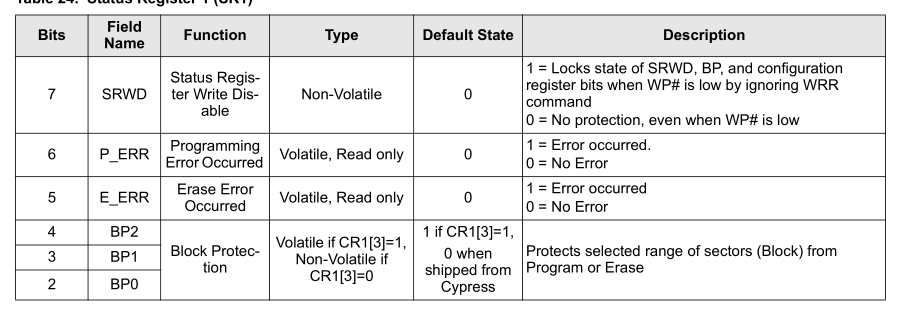 Table 24. Status Register 1 (SR1)
Bits
Field
Name
Function
Type
Default State
Description
7
SRWD
Status Regis-
ter Write Dis-
able
Non-Volatile
0
1 = Locks state of SRWD, BP, and configuration
register bits when WP# is low by ignoring WRR
command
0 = No protection, even when WP# is low
6
P_ERR
Programming
Error Occurred
Volatile, Read only
0
1 = Error occurred.
0 = No Error
5
E_ERR
Erase Error
Occurred
Volatile, Read only
0
1 = Error occurred
0 = No Error
4
BP2
3
BP1
2
BP0
Block Protec-
tion
Volatile if CR1[3]=1,
Non-Volatile if
CR1[3]=0
1 if CR1[3]=1,
0 when
shipped from
Cypress
Protects selected range of sectors (Block) from
Program or Erase